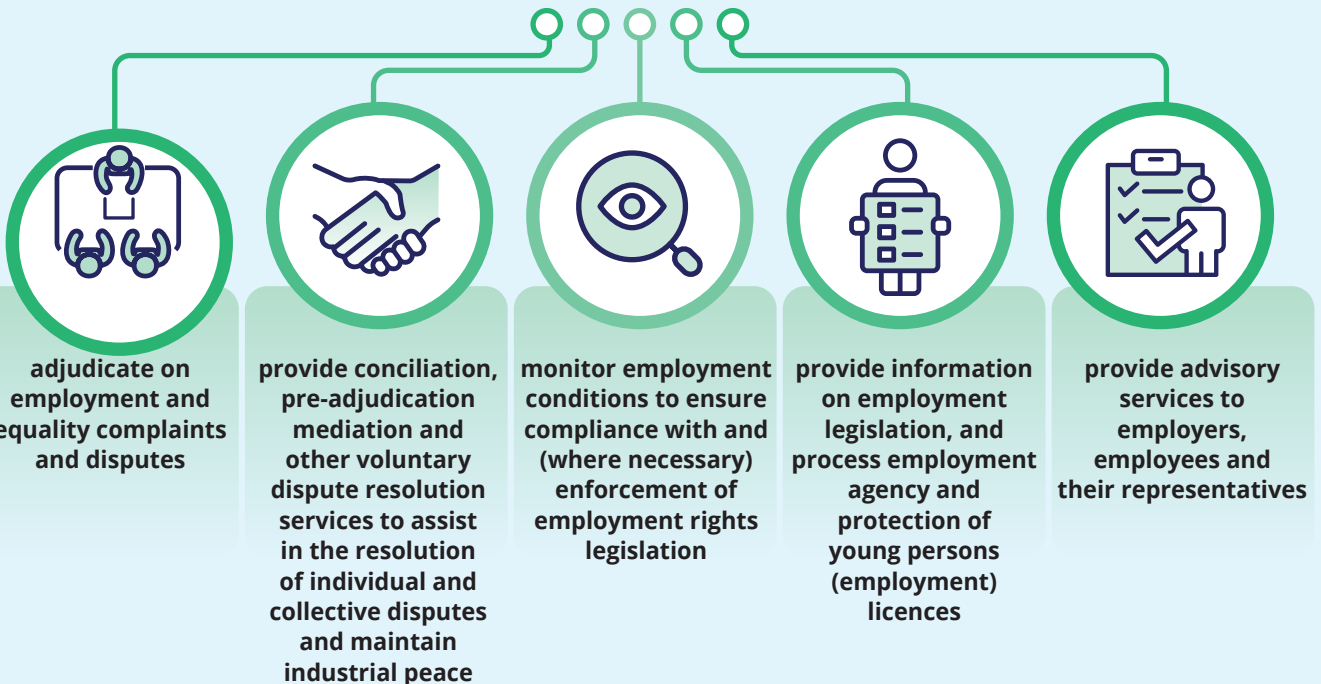 adjudicate on
employment and
equality complaints
and disputes
provide conciliation,
pre-adjudication
mediation and
other voluntary
dispute resolution
services to assist
in the resolution
of individual and
collective disputes
and maintain
industrial peace
monitor employment
conditions to ensure
compliance with and
(where necessary)
enforcement of
employment rights
legislation
provide information
on employment
legislation, and
process employment
agency and
protection of
young persons
(employment)
licences
provide advisory
services to
employers,
employees and
their representatives